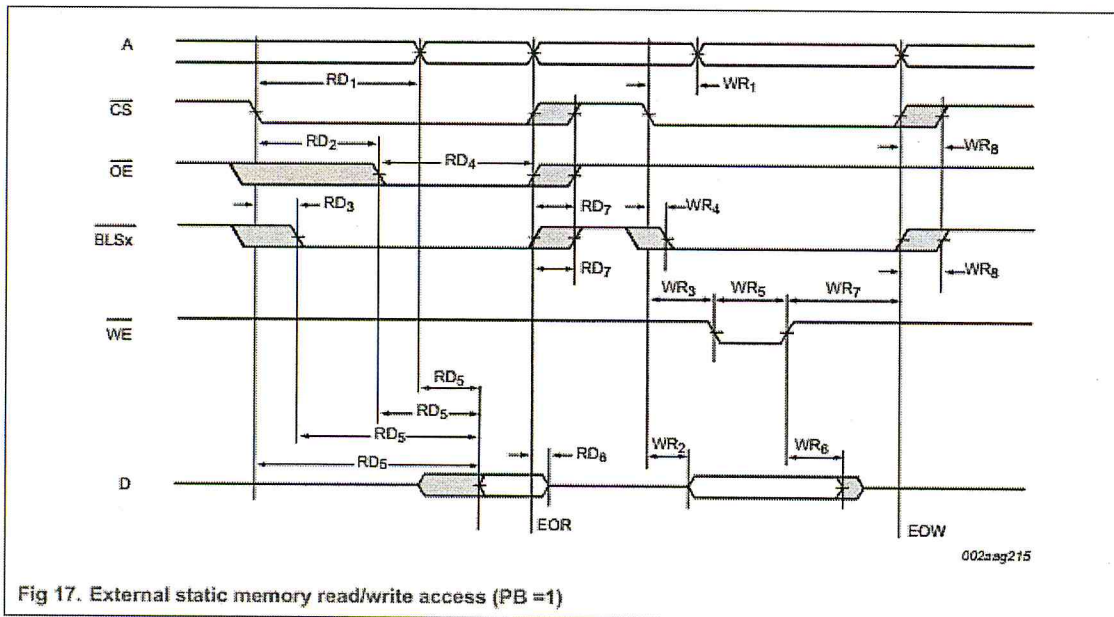 A
RD1
WR1
CS
RD2
RD4
WR8
OE
RD3
RD7
WR4
BLSx
RD7
WR8
WR3
WR5
WR7
WE
RD5
RD5
RD5
RD5
RD6
WR2
WR6
D
EOR
EOW
002aag215
Fig 17. External static memory read/write access (PB =1)